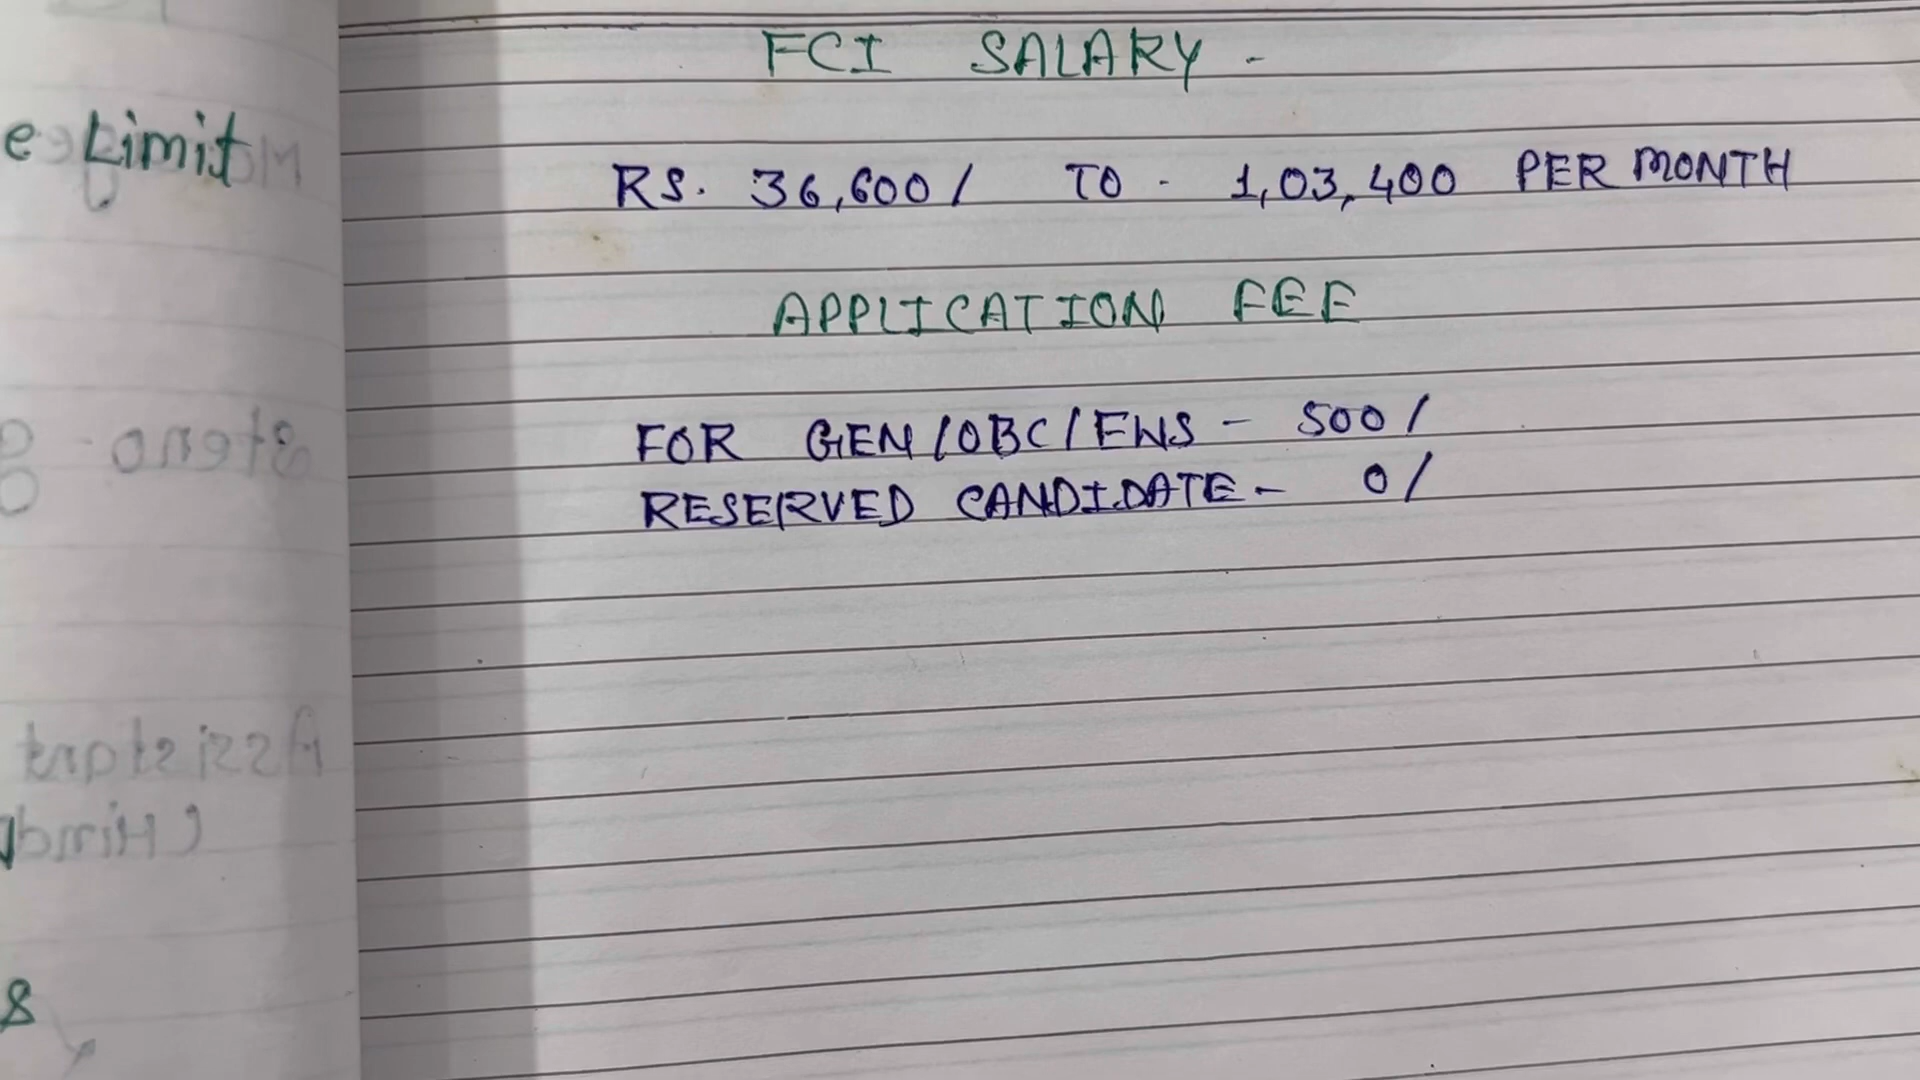 e Limit
8
FCI SALARY -
RS. 36,600/ TO - 1,03,400 PER MONTH
APPLICATION FEE
FOR GEN/OBC/EWS - 500/
RESERVED CANDIDATE - 0/